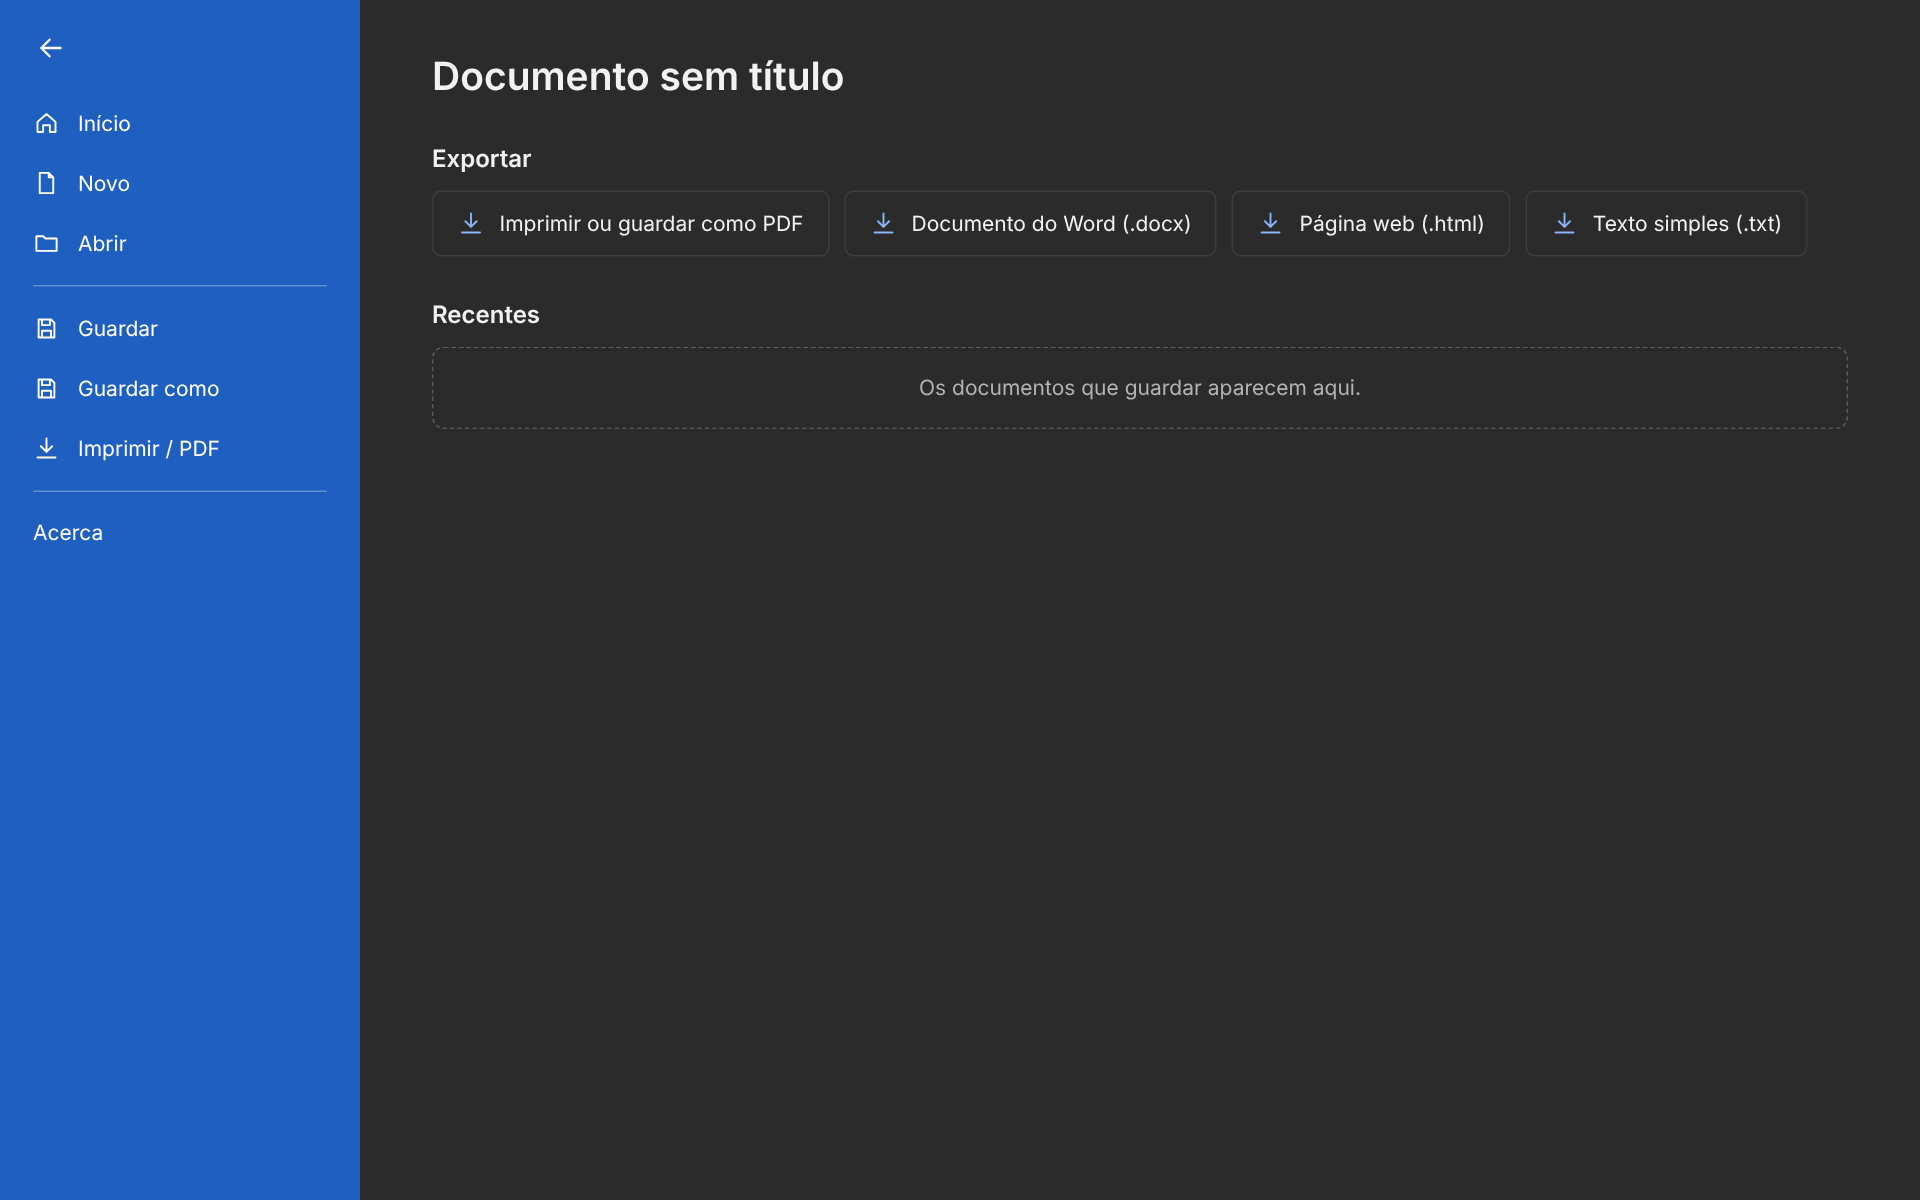 Início
Novo
Abrir
Guardar
Guardar como
Imprimir / PDF
Acerca
Documento sem título
Exportar
Imprimir ou guardar como PDF
Documento do Word (.docx)
Página web (.html)
Texto simples (.txt)
Recentes
Os documentos que guardar aparecem aqui.